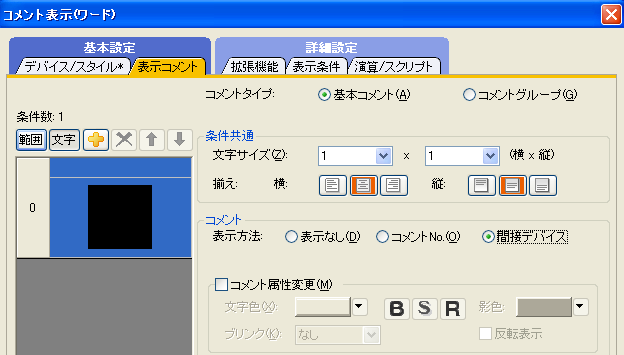 コメント表示(ワード)
基本設定
詳細設定
デバイス/スタイル*
表示コメント
拡張機能
表示条件
演算/スクリプト
コメントタイプ:
基本コメント(A)
コメントグループ(G)
条件数: 1
範囲
文字
0
条件共通
文字サイズ(Z):
1
x
1
(横 x 縦)
揃え:
横:
縦:
コメント
表示方法:
表示なし(D)
コメントNo.(O)
間接デバイス
コメント属性変更(M)
文字色(X):
B
S
R
影色:
ブリンク(K):
なし
反転表示